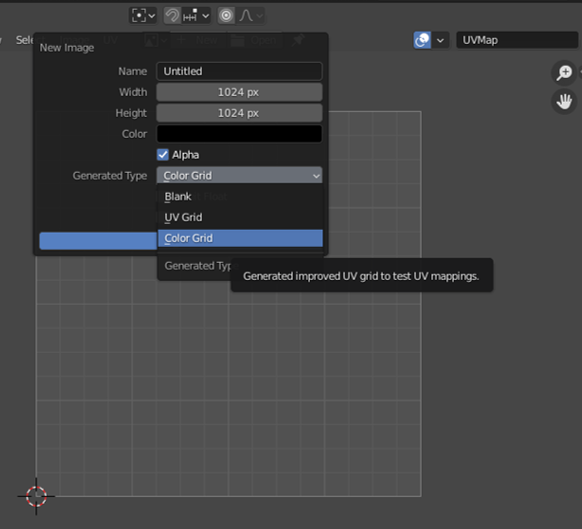 Sele
UVMap
New Image
Name Untitled
Width 1024 px
Height 1024 px
Color
Alpha
Generated Type Color Grid
Blank
UV Grid
Color Grid
Generated Typ
Generated improved UV grid to test UV mappings.